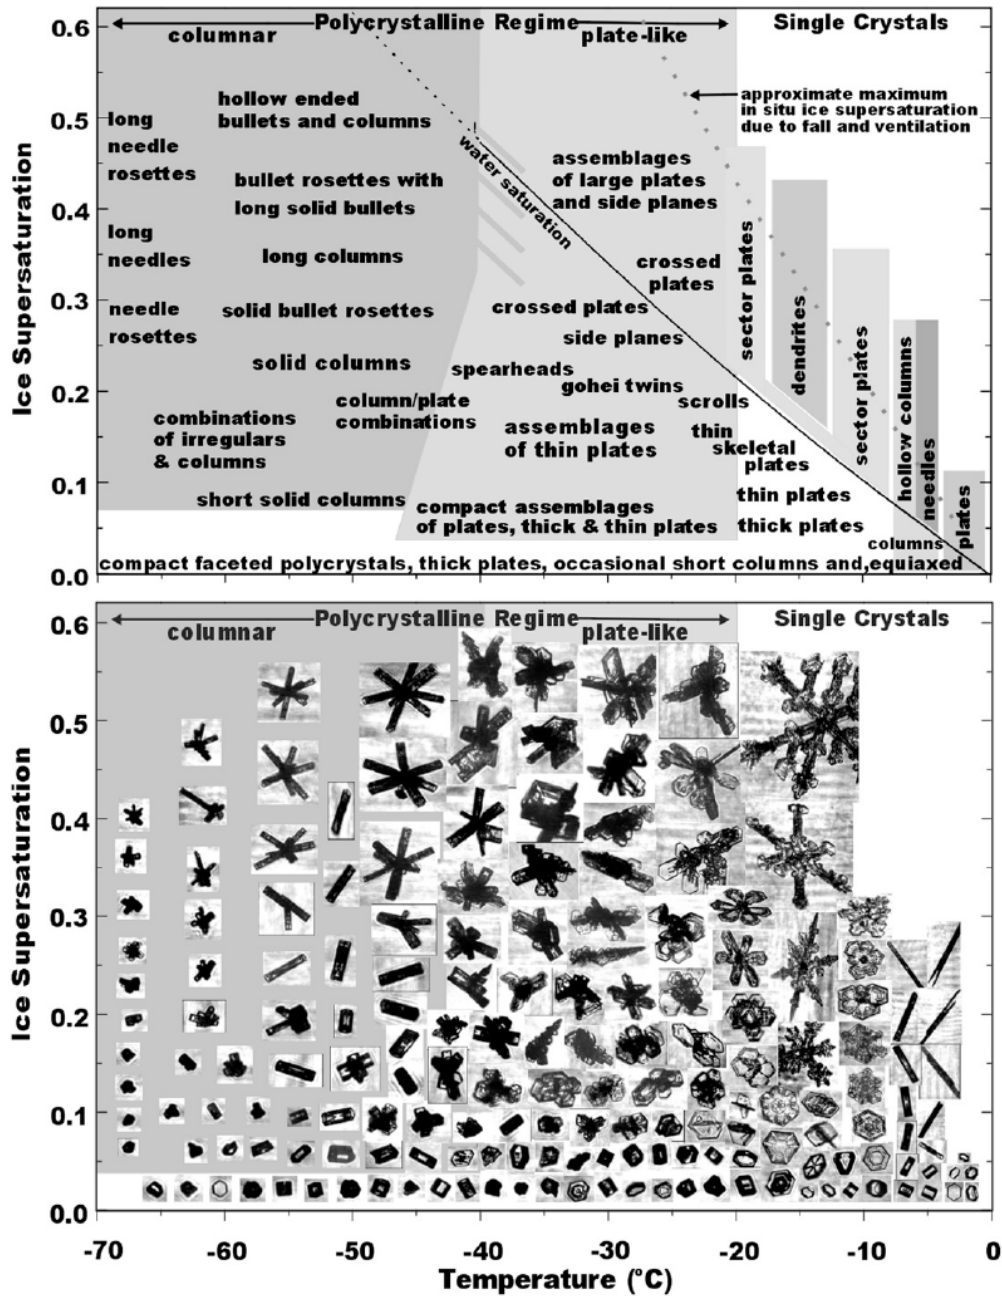 0.6
0.5
0.4
0.3
0.2
0.1
0.0
Ice Supersaturation
Polycrystalline Regime
columnar
plate-like
Single Crystals
approximate maximum
in situ ice supersaturation
due to fall and ventilation
hollow ended
bullets and columns
long
needle
rosettes
bullet rosettes with
long solid bullets
long
needles
long columns
needle
rosettes
solid bullet rosettes
solid columns
column/plate
combinations
combinations
of irregulars
& columns
short solid columns
water saturation
assemblages
of large plates
and side planes
crossed
plates
crossed plates
side planes
spearheads
gohei twins
scrolls
assemblages
of thin plates
thin
skeletal
plates
compact assemblages
of plates, thick & thin plates
thin plates
thick plates
sector plates
dendrites
sector plates
hollow columns
needles
plates
columns
compact faceted polycrystals, thick plates, occasional short columns and,equiaxed
Polycrystalline Regime
columnar
plate-like
Single Crystals
0.6
0.5
0.4
0.3
0.2
0.1
0.0
Ice Supersaturation
-70
-60
-50
-40
-30
-20
-10
0
Temperature (°C)